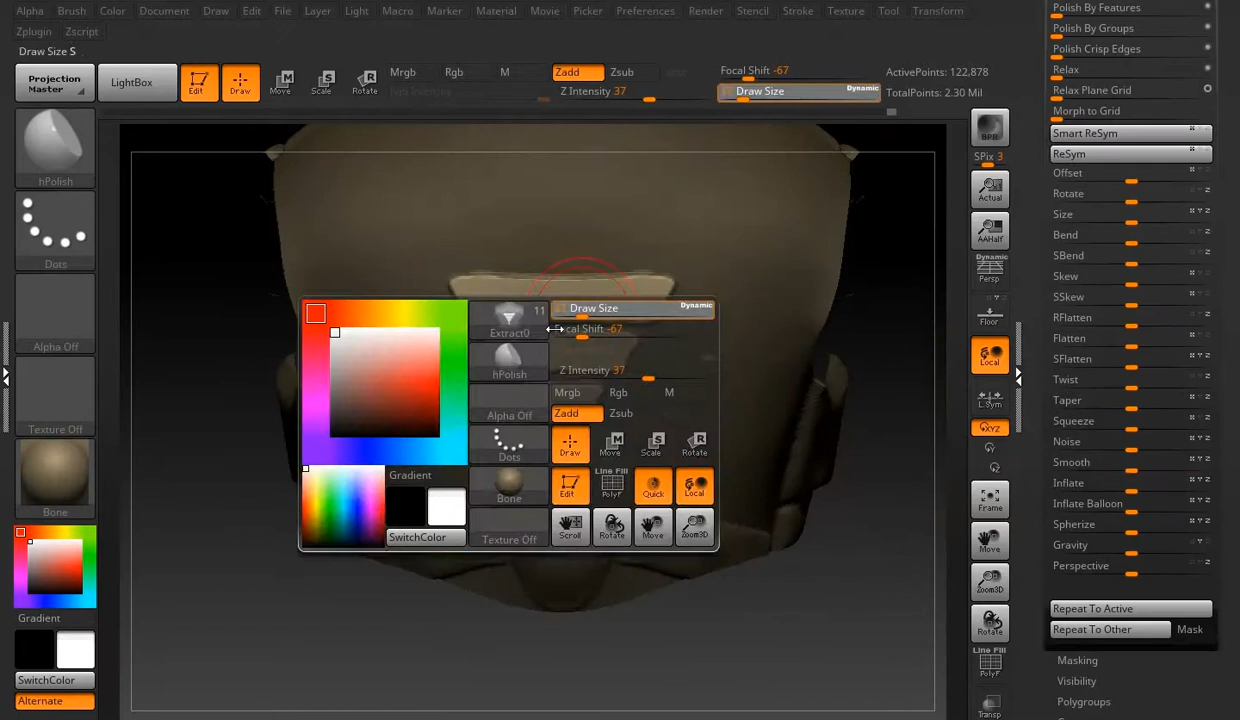 Alpha Brush Color Document Draw Edit File Layer Light Macro Marker Material Movie Picker Preferences Render Stencil Stroke Texture Tool Transform
Zplugin Zscript
Draw Size S
Projection Master
LightBox
Edit
Draw
Move
Scale
Rotate
Mrgb Rgb M
Zadd Zsub
Z Intensity 37
Focal Shift -67
Draw Size Dynamic
ActivePoints: 122,878
TotalPoints: 2.30 Mil
hPolish
Dots
Alpha Off
Texture Off
Bone
Gradient
SwitchColor
Alternate
Gradient
SwitchColor
Extract0 11
hPolish
Alpha Off
Dots
Bone
Texture Off
Draw Size Dynamic
cal Shift -67
Z Intensity 37
Mrgb Rgb M
Zadd Zsub
Draw Move Scale Rotate
Line Fill
Edit PolyF Quick Local
Scroll Rotate Move Zoom3D
BPR
SPix 3
Actual
AAHalf
Dynamic
Persp
Floor
Local
L.Sym
XYZ
Frame
Move
Zoom3D
Rotate
Line Fill
PolyF
Transp
Polish By Features
Polish By Groups
Polish Crisp Edges
Relax
Relax Plane Grid
Morph to Grid
Smart ReSym
ReSym
Offset
Rotate
Size
Bend
SBend
Skew
SSkew
RFlatten
Flatten
SFlatten
Twist
Taper
Squeeze
Noise
Smooth
Inflate
Inflate Balloon
Spherize
Gravity
Perspective
Repeat To Active
Repeat To Other Mask
Masking
Visibility
Polygroups